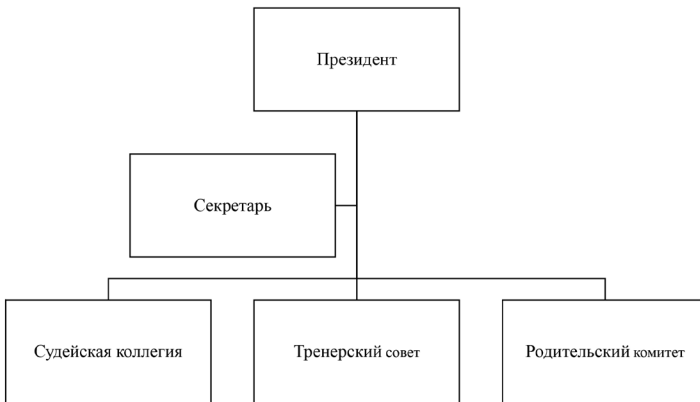 Президент
Секретарь
Судейская коллегия
Тренерский совет
Родительский комитет